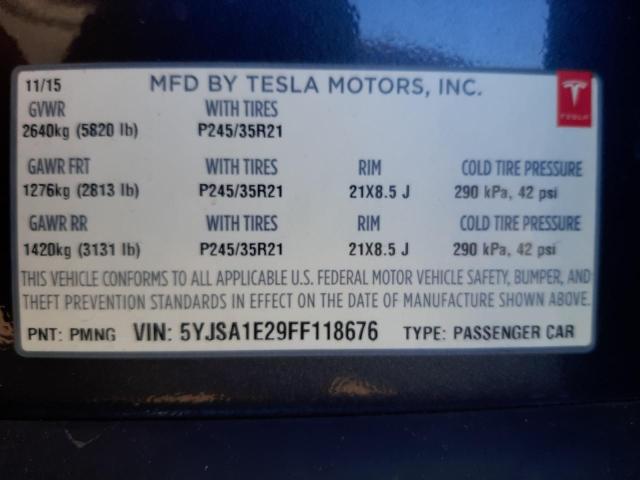 11/15 MFD BY TESLA MOTORS, INC.
GVWR WITH TIRES
2640kg (5820 lb) P245/35R21
TESLA
GAWR FRT WITH TIRES RIM COLD TIRE PRESSURE
1276kg (2813 lb) P245/35R21 21X8.5 J 290 kPa, 42 psi
GAWR RR WITH TIRES RIM COLD TIRE PRESSURE
1420kg (3131 lb) P245/35R21 21X8.5 J 290 kPa, 42 psi
THIS VEHICLE CONFORMS TO ALL APPLICABLE U.S. FEDERAL MOTOR VEHICLE SAFETY, BUMPER, AND
THEFT PREVENTION STANDARDS IN EFFECT ON THE DATE OF MANUFACTURE SHOWN ABOVE.
PNT: PMNG VIN: 5YJSA1E29FF118676 TYPE: PASSENGER CAR